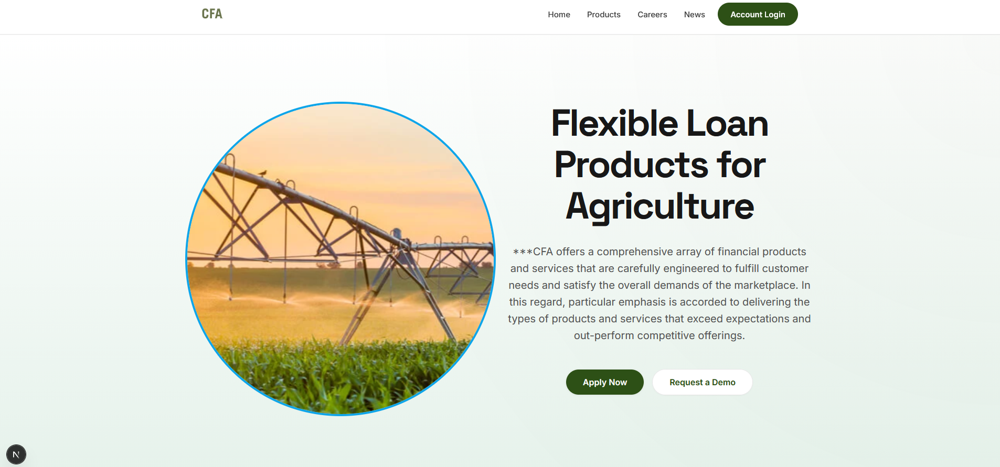 CFA
Home
Products
Careers
News
Account Login
Flexible Loan
Products for
Agriculture
***CFA offers a comprehensive array of financial products
and services that are carefully engineered to fulfill customer
needs and satisfy the overall demands of the marketplace. In
this regard, particular emphasis is accorded to delivering the
types of products and services that exceed expectations and
out-perform competitive offerings.
Apply Now
Request a Demo
N